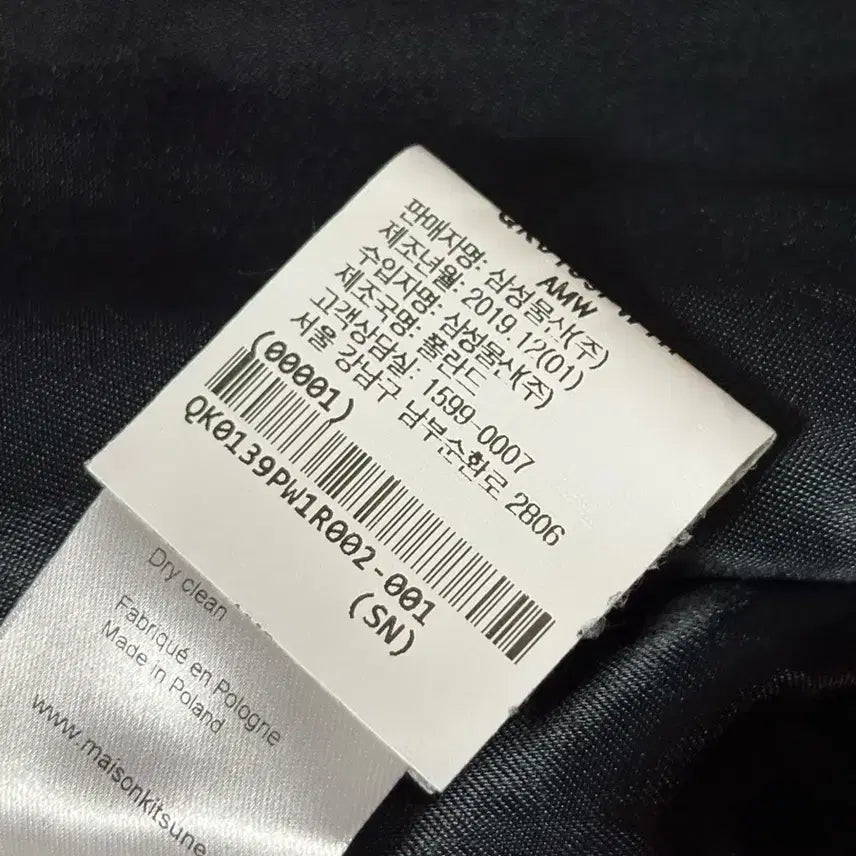 AMW
판매자명: 삼성물산(주)
제조년월: 2019.12(01)
수입자명: 삼성물산(주)
제조국명: 폴란드
고객상담실: 1599-0007
서울 강남구 남부순환로 2806
(00001)
QK0139PW1R002-001
(SN)
Dry clean
Fabriqué en Pologne
Made in Poland
www.maisonkitsune